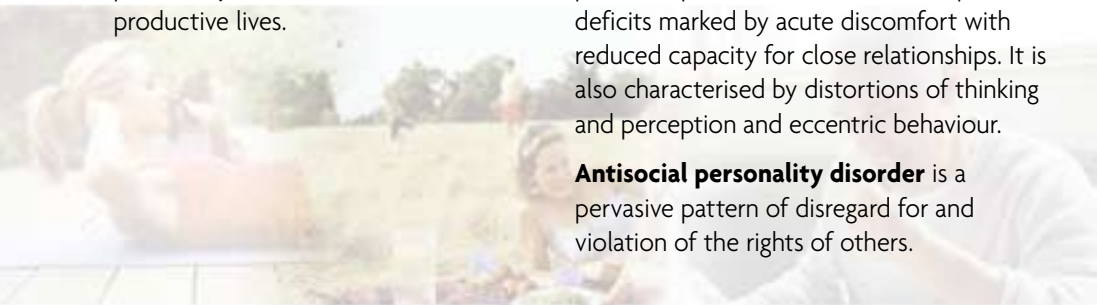 productive lives.
deficits marked by acute discomfort with
reduced capacity for close relationships. It is
also characterised by distortions of thinking
and perception and eccentric behaviour.
Antisocial personality disorder is a
pervasive pattern of disregard for and
violation of the rights of others.